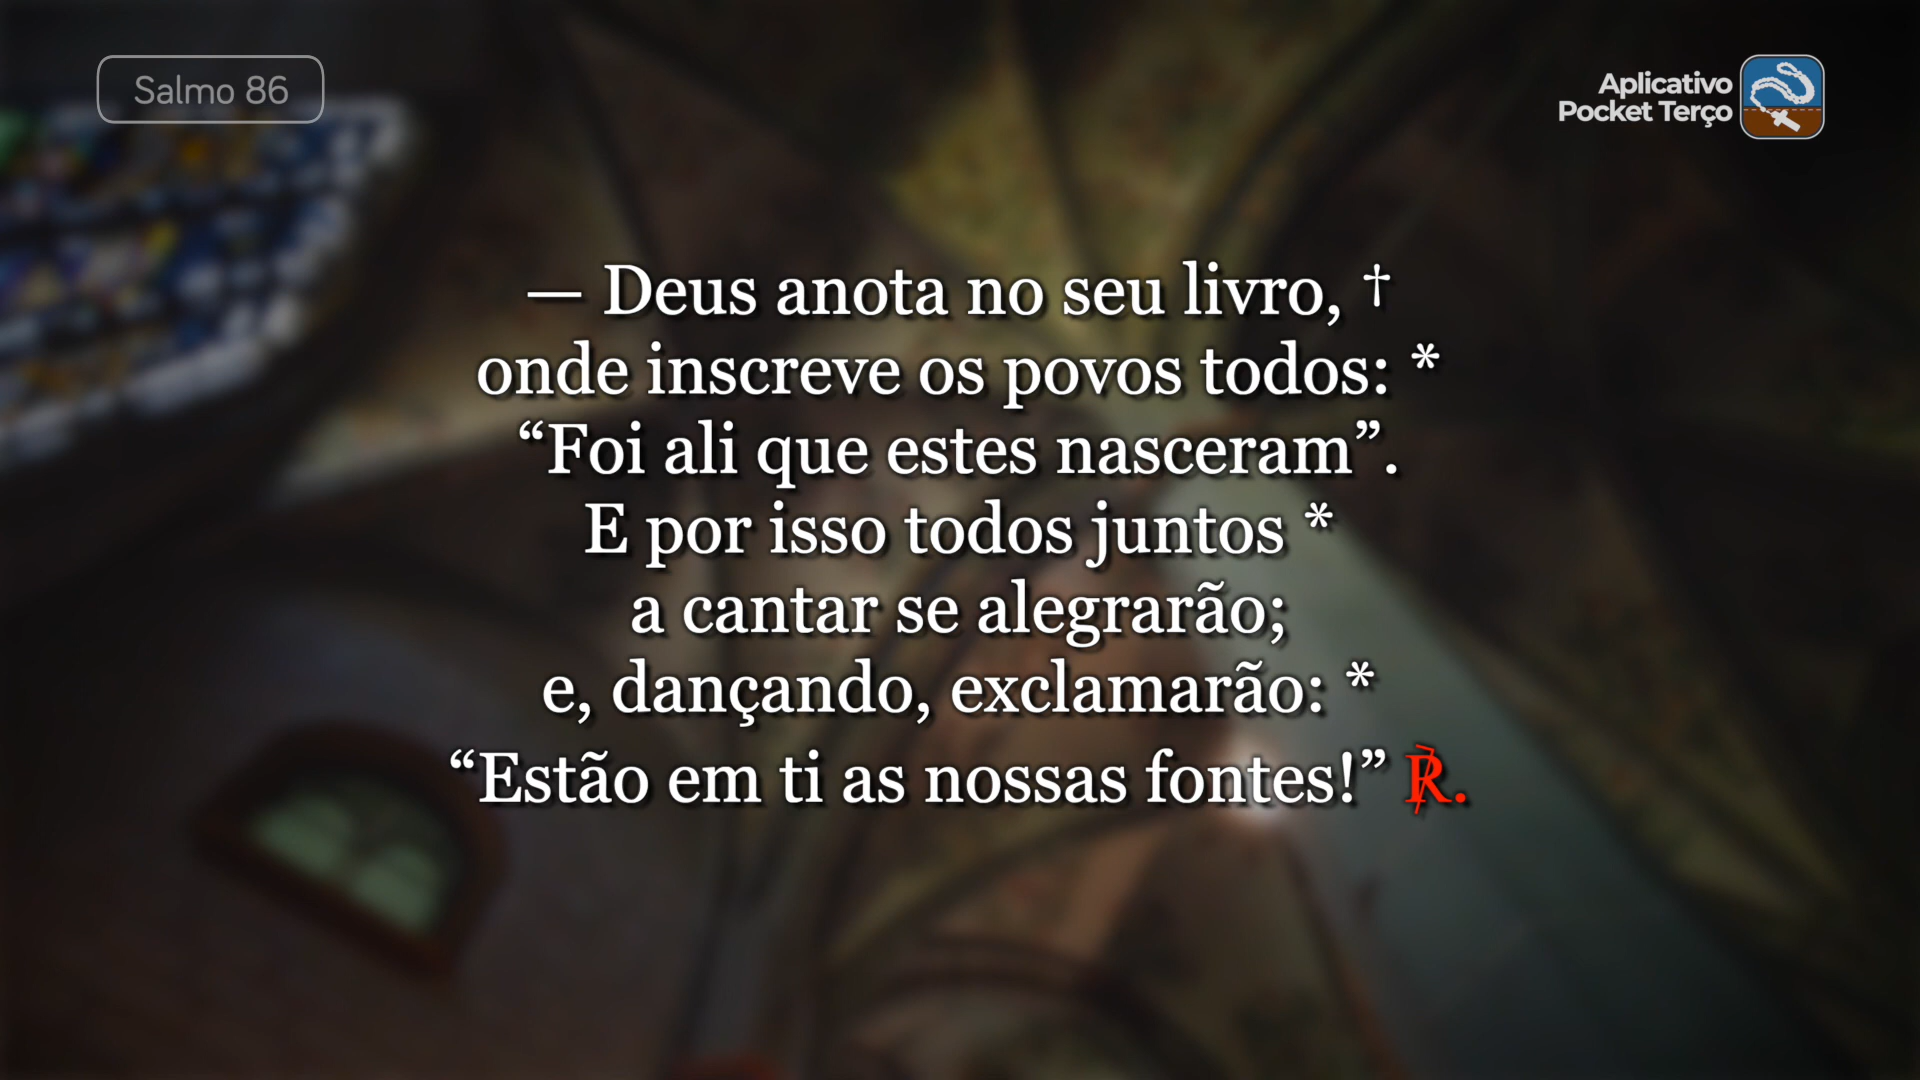 Salmo 86
Aplicativo
Pocket Terço
— Deus anota no seu livro, †
onde inscreve os povos todos: *
“Foi ali que estes nasceram”.
E por isso todos juntos *
a cantar se alegrarão;
e, dançando, exclamarão: *
“Estão em ti as nossas fontes!” ℟.